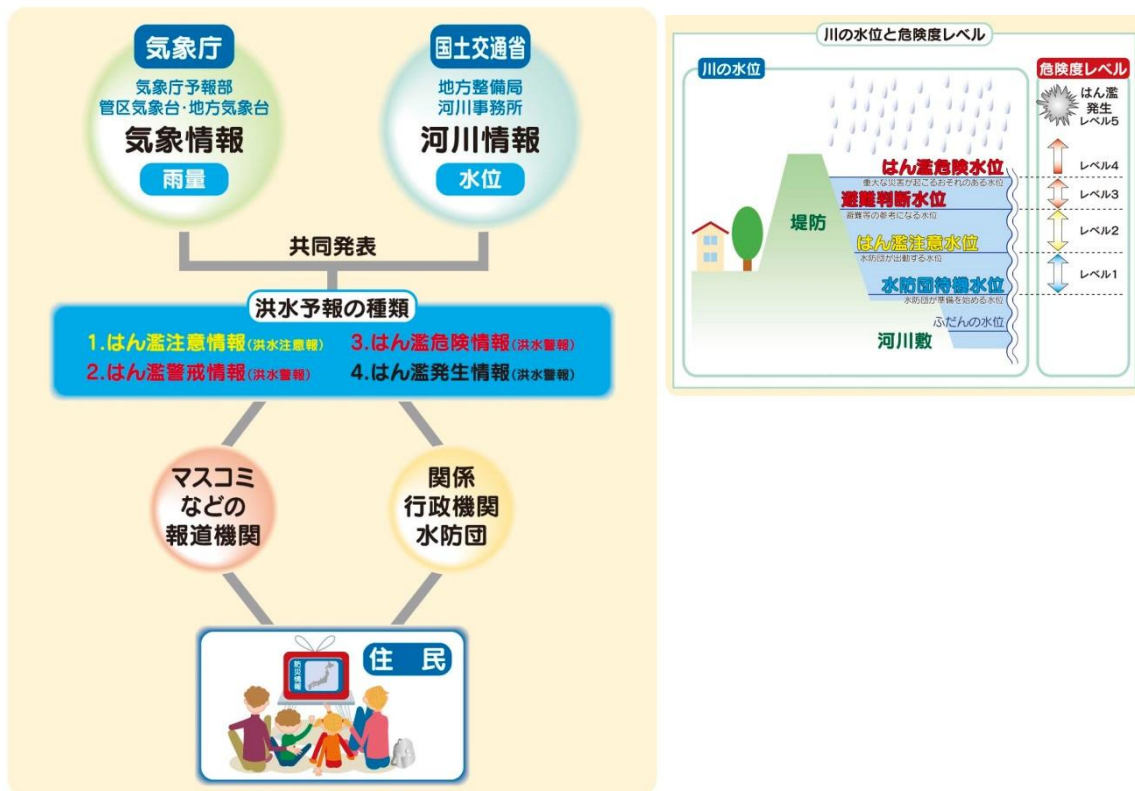 気象庁
気象庁予報部
管区気象台・地方気象台
気象情報
雨量
国土交通省
地方整備局
河川事務所
河川情報
水位
共同発表
洪水予報の種類
1.はん濫注意情報(洪水注意報)
2.はん濫警戒情報(洪水警報)
3.はん濫危険情報(洪水警報)
4.はん濫発生情報(洪水警報)
マスコミ
などの
報道機関
関係
行政機関
水防団
住 民
防災情報
川の水位と危険度レベル
川の水位
はん濫危険水位
重大な災害が起こるおそれのある水位
避難判断水位
避難等の参考になる水位
はん濫注意水位
水防団が出動する水位
水防団待機水位
水防団が準備を始める水位
ふだんの水位
堤防
河川敷
危険度レベル
はん濫
発生
レベル5
レベル4
レベル3
レベル2
レベル1